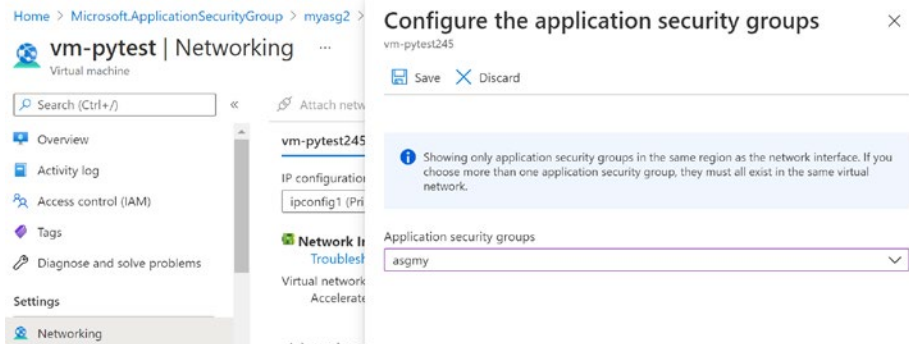 Home > Microsoft.ApplicationSecurityGroup > myasg2 >
vm-pytest | Networking ...
Virtual machine
Search (Ctrl+/)
«
Overview
Activity log
Access control (IAM)
Tags
Diagnose and solve problems
Settings
Networking
Attach netw
vm-pytest245
IP configuration
ipconfig1 (Pri
Network In
Troublesh
Virtual network
Accelerate
Configure the application security groups
vm-pytest245
Save Discard
Showing only application security groups in the same region as the network interface. If you
choose more than one application security group, they must all exist in the same virtual
network.
Application security groups
asgmy